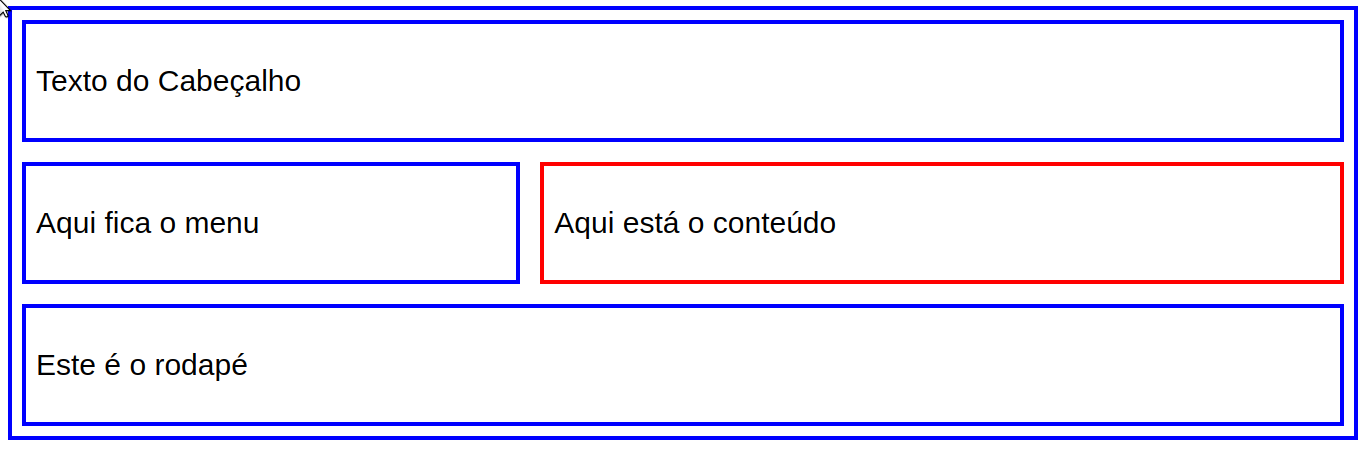 Texto do Cabeçalho
Aqui fica o menu
Aqui está o conteúdo
Este é o rodapé